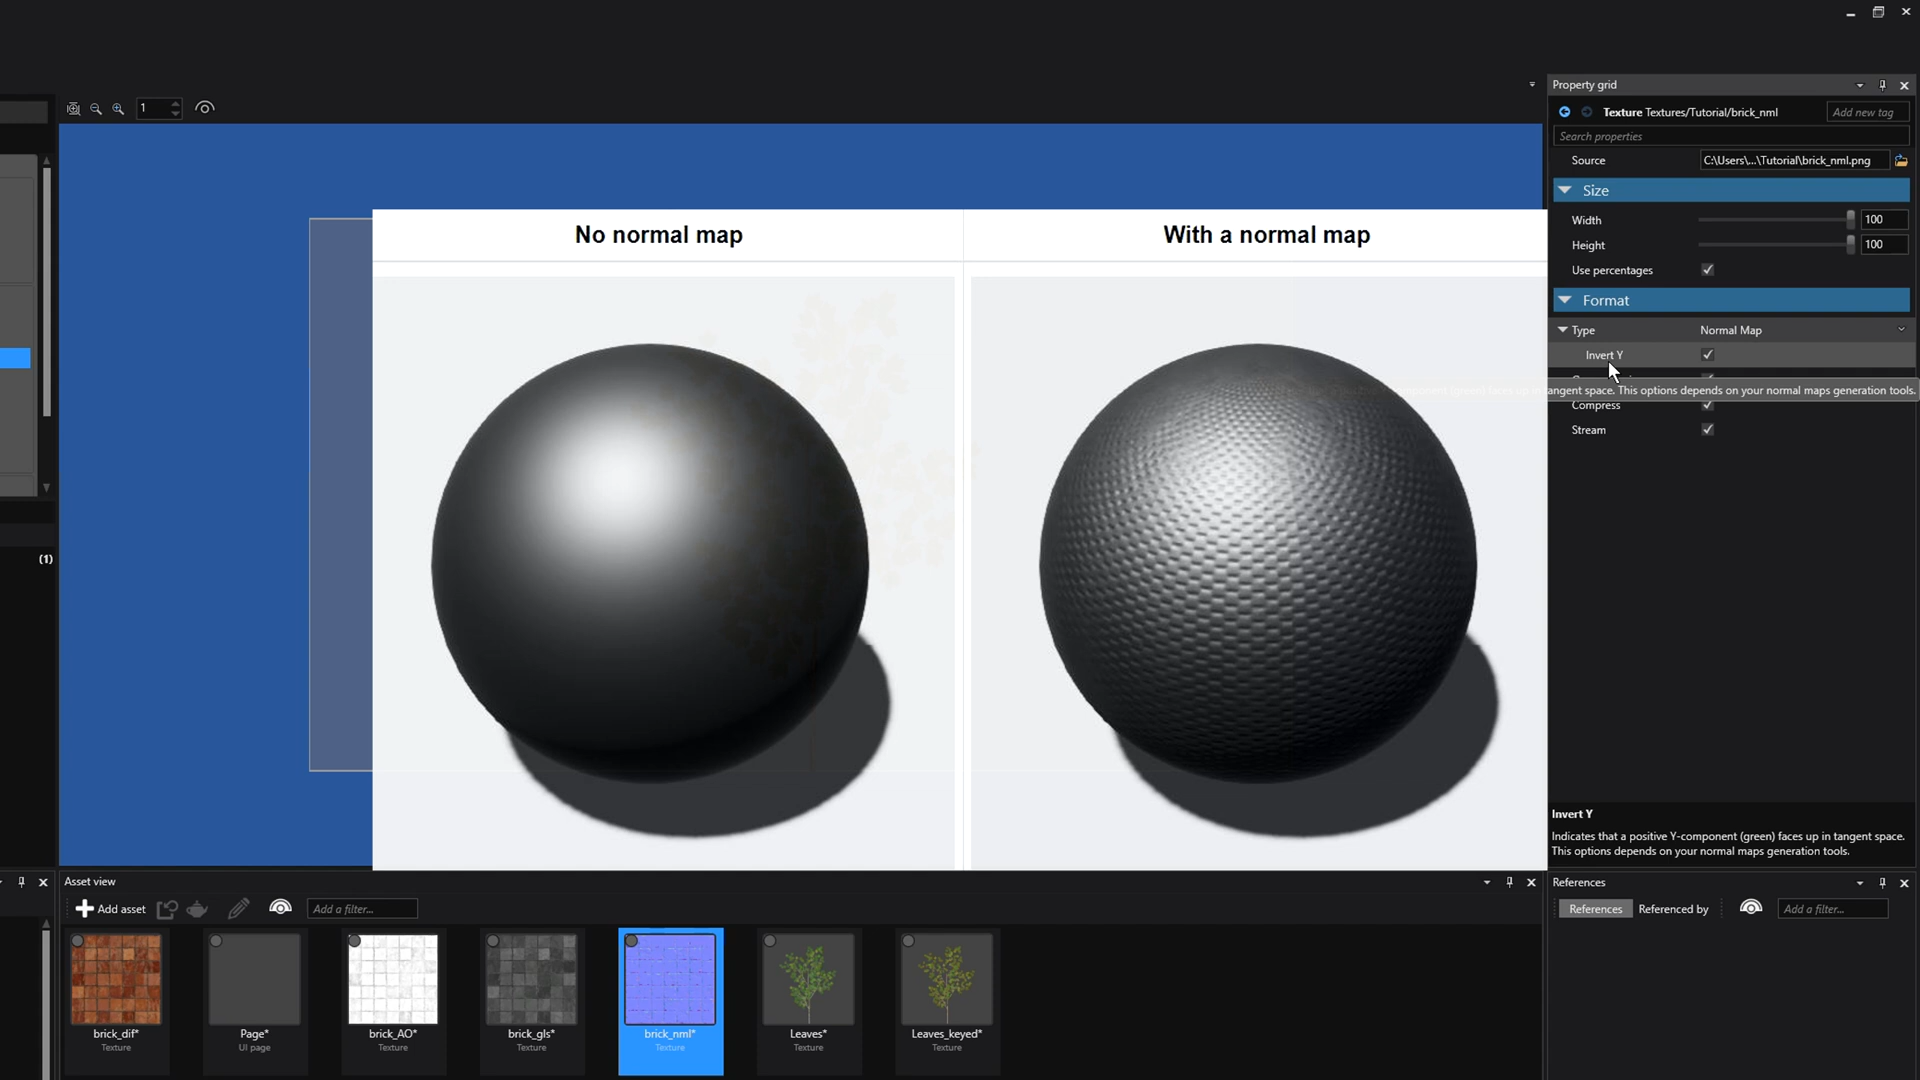 1
Property grid
Texture Textures/Tutorial/brick_nml
Add new tag
Search properties
Source C:\Users\...\Tutorial\brick_nml.png
Size
Width 100
Height 100
Use percentages
Format
Type Normal Map
Invert Y
tangent space. This options depends on your normal maps generation tools.
Compress
Stream
No normal map
With a normal map
(1)
Invert Y
Indicates that a positive Y-component (green) faces up in tangent space.
This options depends on your normal maps generation tools.
Asset view
Add asset
Add a filter...
brick_dif*
Texture
Page*
UI page
brick_AO*
Texture
brick_gls*
Texture
brick_nml*
Texture
Leaves*
Texture
Leaves_keyed*
Texture
References
References Referenced by
Add a filter...